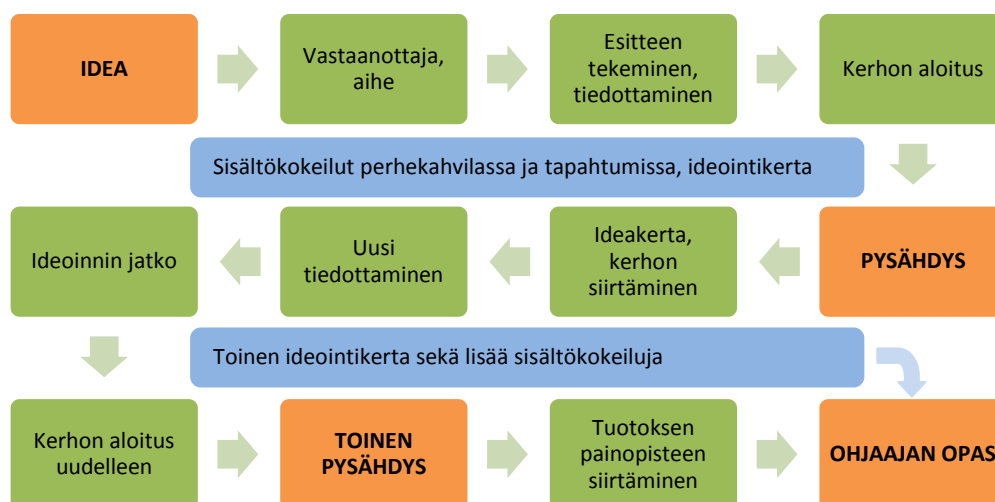 IDEA
Vastaanottaja,
aihe
Esitteen
tekeminen,
tiedottaminen
Kerhon aloitus
Sisältökokeilut perhekahvilassa ja tapahtumissa, ideointikerta
Ideoinnin jatko
Uusi
tiedottaminen
Ideakerta,
kerhon
siirtäminen
PYSÄHDYS
Toinen ideointikerta sekä lisää sisältökokeiluja
Kerhon aloitus
uudelleen
TOINEN
PYSÄHDYS
Tuotoksen
painopisteen
siirtäminen
OHJAAJAN OPAS